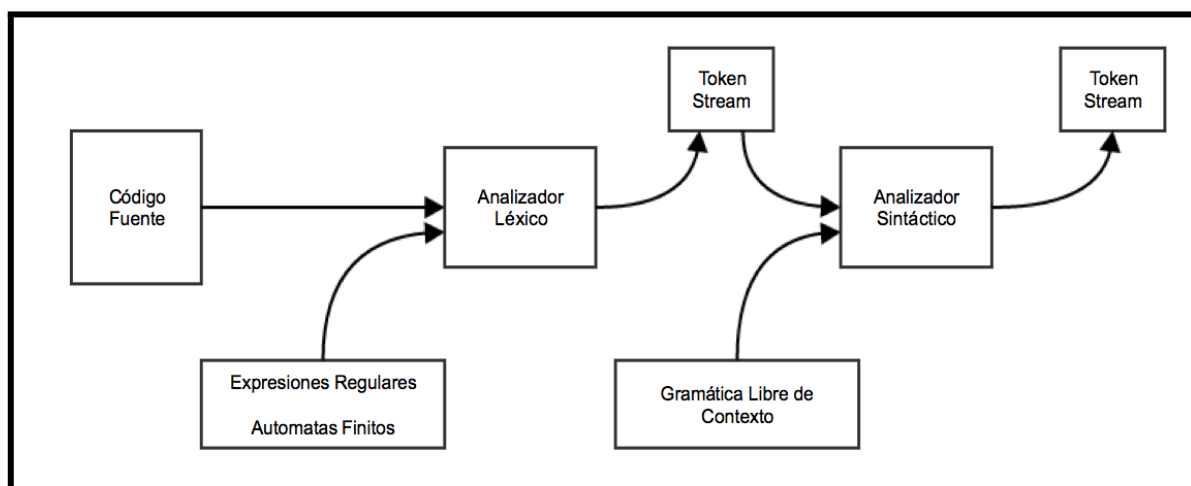 Token
Stream
Token
Stream
Código
Fuente
Analizador
Léxico
Analizador
Sintáctico
Expresiones Regulares
Automatas Finitos
Gramática Libre de
Contexto